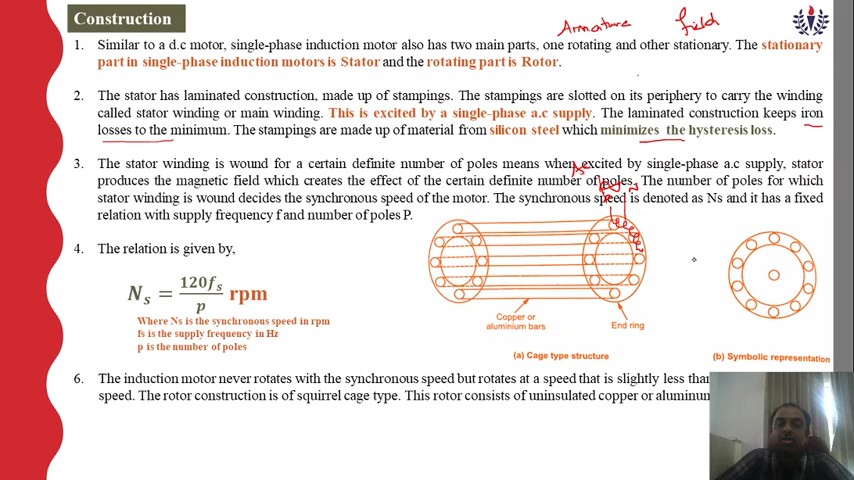 Construction
Armature
field
1. Similar to a d.c motor, single-phase induction motor also has two main parts, one rotating and other stationary. The stationary
part in single-phase induction motors is Stator and the rotating part is Rotor.
2. The stator has laminated construction, made up of stampings. The stampings are slotted on its periphery to carry the winding
called stator winding or main winding. This is excited by a single-phase a.c supply. The laminated construction keeps iron
losses to the minimum. The stampings are made up of material from silicon steel which minimizes the hysteresis loss.
3. The stator winding is wound for a certain definite number of poles means when excited by single-phase a.c supply, stator
produces the magnetic field which creates the effect of the certain definite number of poles. The number of poles for which
stator winding is wound decides the synchronous speed of the motor. The synchronous speed is denoted as Ns and it has a fixed
relation with supply frequency f and number of poles P.
4. The relation is given by,
N_s = 120f_s / p rpm
Where Ns is the synchronous speed in rpm
fs is the supply frequency in Hz
p is the number of poles
Copper or
aluminium bars
End ring
(a) Cage type structure
(b) Symbolic representation
6. The induction motor never rotates with the synchronous speed but rotates at a speed that is slightly less than
speed. The rotor construction is of squirrel cage type. This rotor consists of uninsulated copper or aluminum